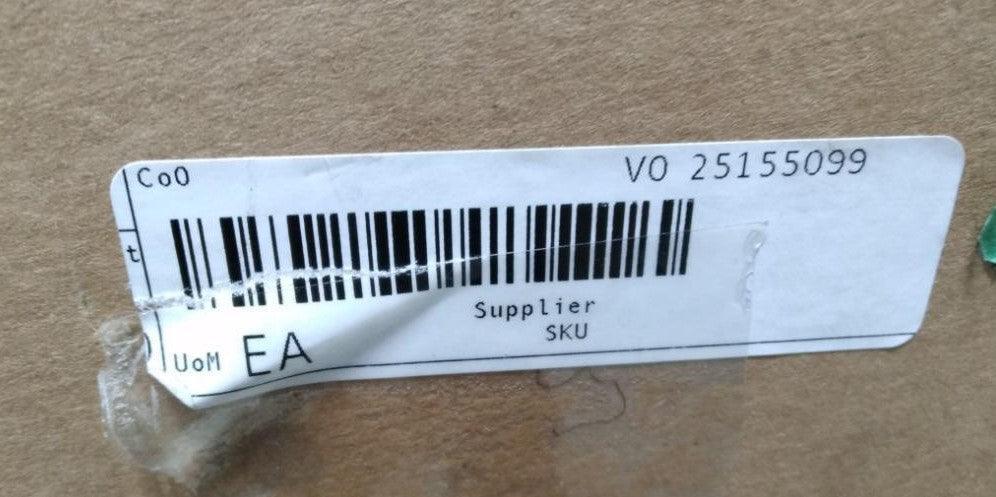 CoO
VO 25155099
t
Supplier
SKU
UoM EA